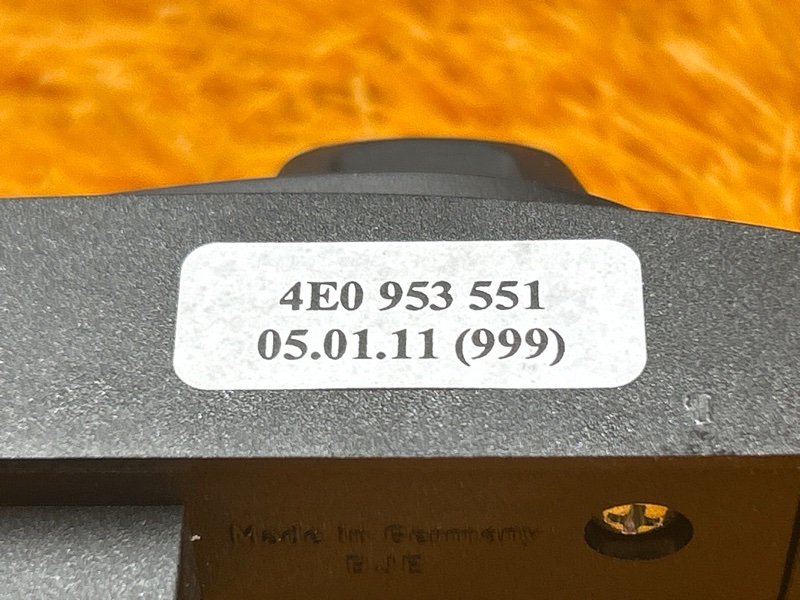 4E0 953 551
05.01.11 (999)
Made in Germany